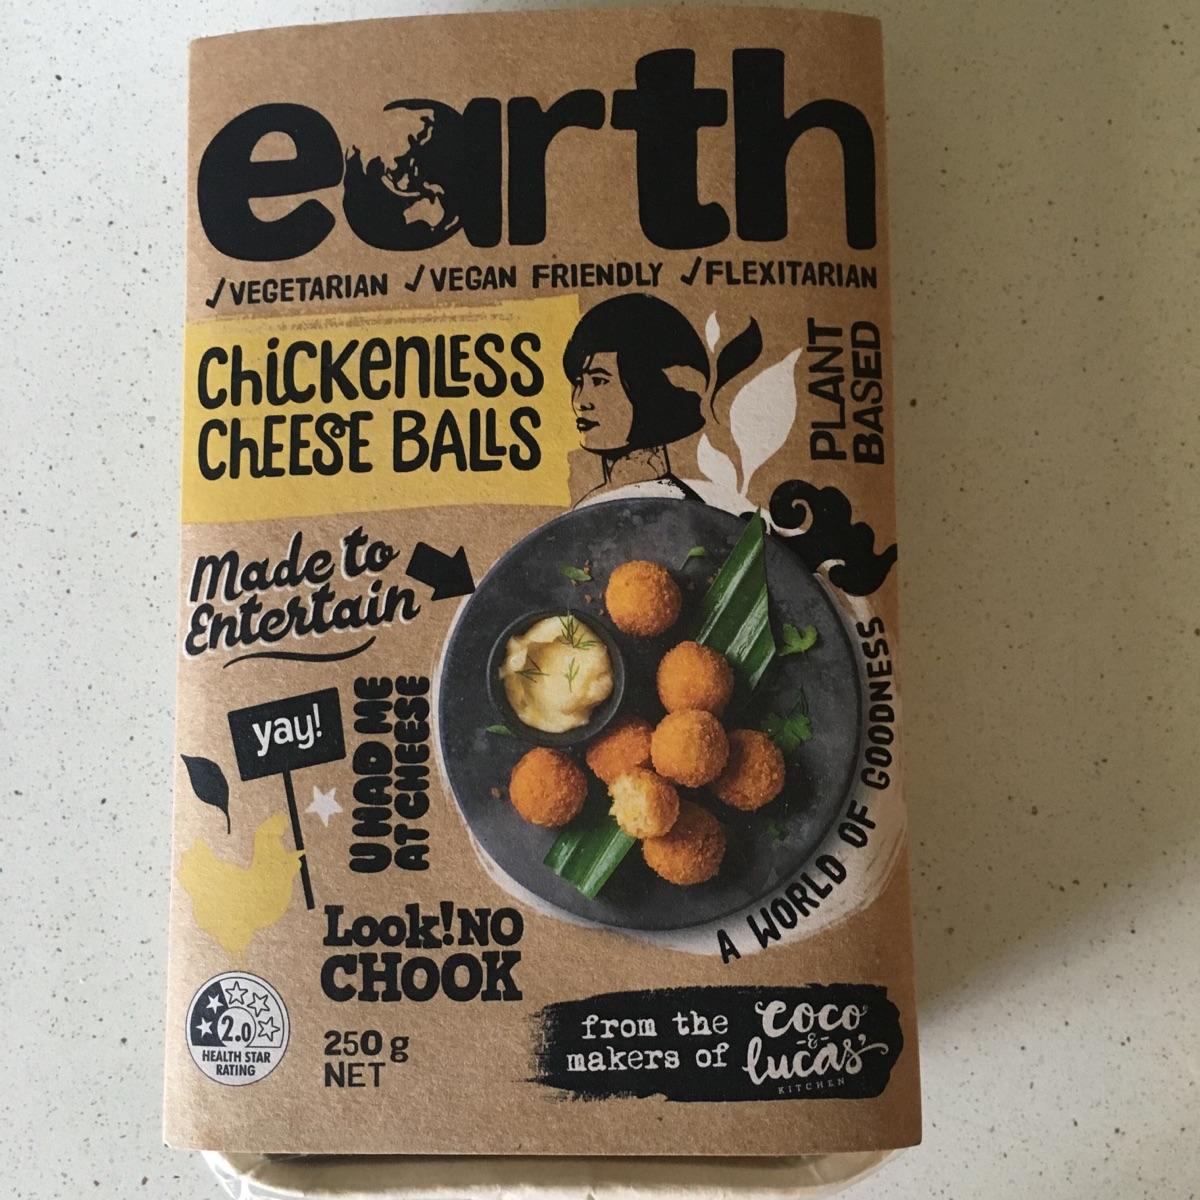 earth
✓VEGETARIAN ✓VEGAN FRIENDLY ✓FLEXITARIAN
CHICKENLESS
CHEESE BALLS
PLANT
BASED
Made to
Entertain
yay!
U HAD ME
AT CHEESE
A WORLD OF GOODNESS
Look! NO
CHOOK
2.0
HEALTH STAR
RATING
250 g
NET
from the
makers of
coco
-&-
lucas'
KITCHEN